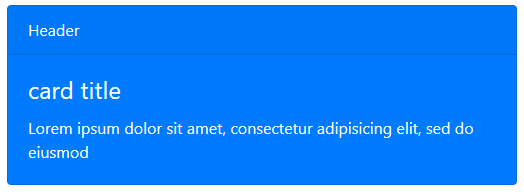 Header
card title
Lorem ipsum dolor sit amet, consectetur adipisicing elit, sed do
eiusmod